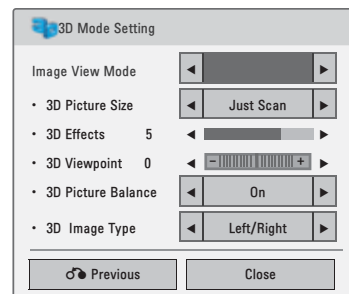 3D Mode Setting
Image View Mode
• 3D Picture Size Just Scan
• 3D Effects 5
• 3D Viewpoint 0 - +
• 3D Picture Balance On
• 3D Image Type Left/Right
Previous Close